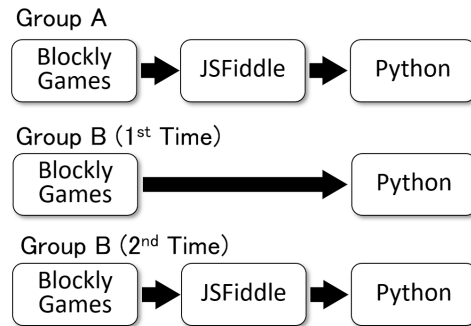 Group A
Blockly
Games
JSFiddle
Python
Group B (1st Time)
Blockly
Games
Python
Group B (2nd Time)
Blockly
Games
JSFiddle
Python